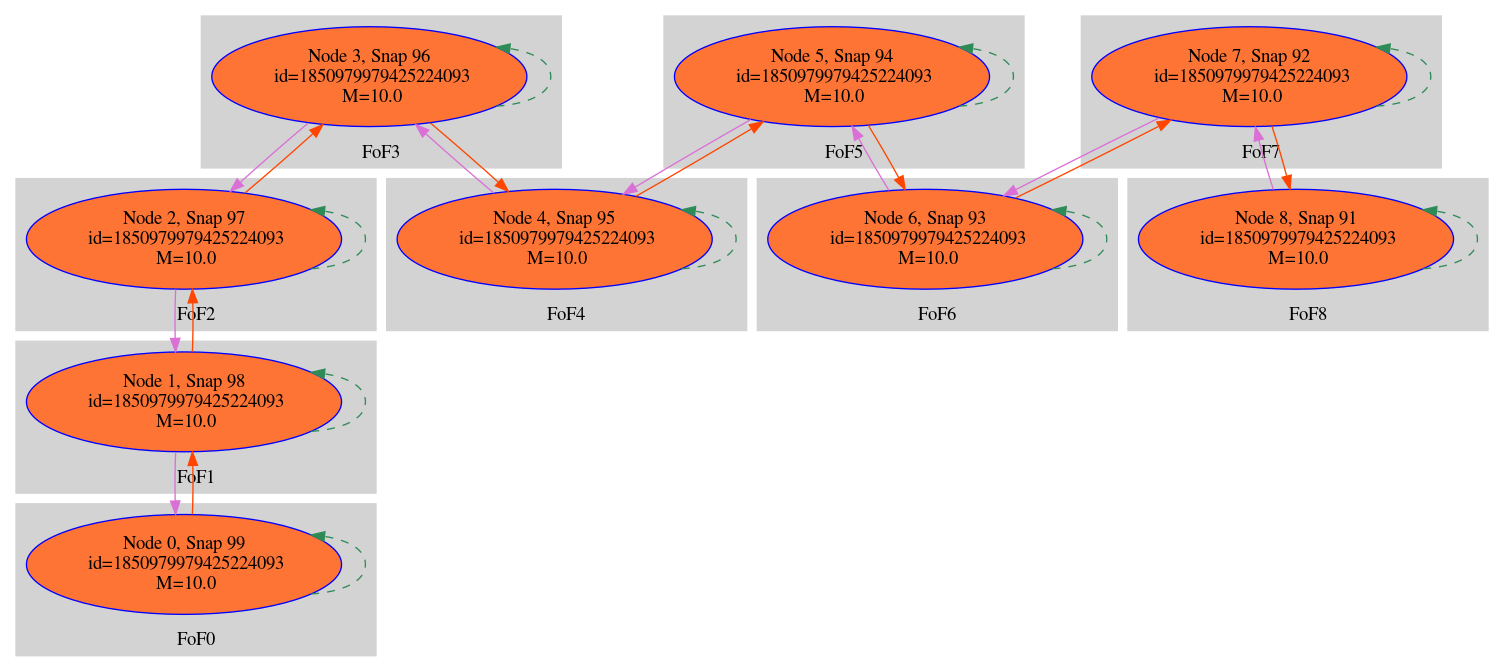 Node 3, Snap 96
id=1850979979425224093
M=10.0
FoF3
Node 5, Snap 94
id=1850979979425224093
M=10.0
FoF5
Node 7, Snap 92
id=1850979979425224093
M=10.0
FoF7
Node 2, Snap 97
id=1850979979425224093
M=10.0
FoF2
Node 4, Snap 95
id=1850979979425224093
M=10.0
FoF4
Node 6, Snap 93
id=1850979979425224093
M=10.0
FoF6
Node 8, Snap 91
id=1850979979425224093
M=10.0
FoF8
Node 1, Snap 98
id=1850979979425224093
M=10.0
FoF1
Node 0, Snap 99
id=1850979979425224093
M=10.0
FoF0